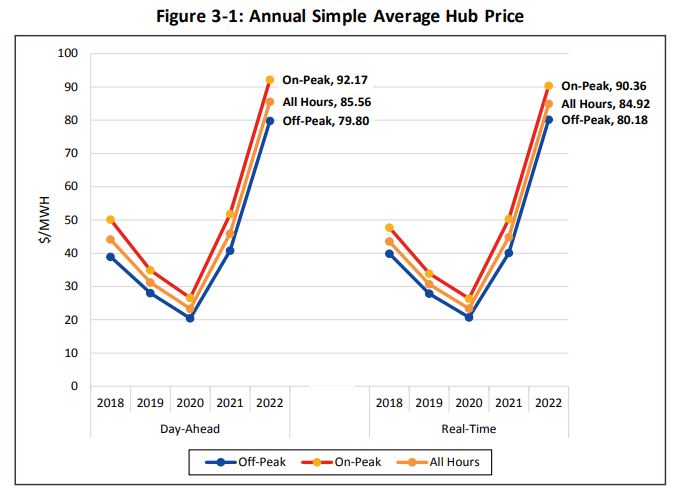 Figure 3-1: Annual Simple Average Hub Price
100
90
80
70
60
50
40
30
20
10
0
$/MWH
On-Peak, 92.17
All Hours, 85.56
Off-Peak, 79.80
On-Peak, 90.36
All Hours, 84.92
Off-Peak, 80.18
2018 2019 2020 2021 2022 2018 2019 2020 2021 2022
Day-Ahead Real-Time
Off-Peak On-Peak All Hours